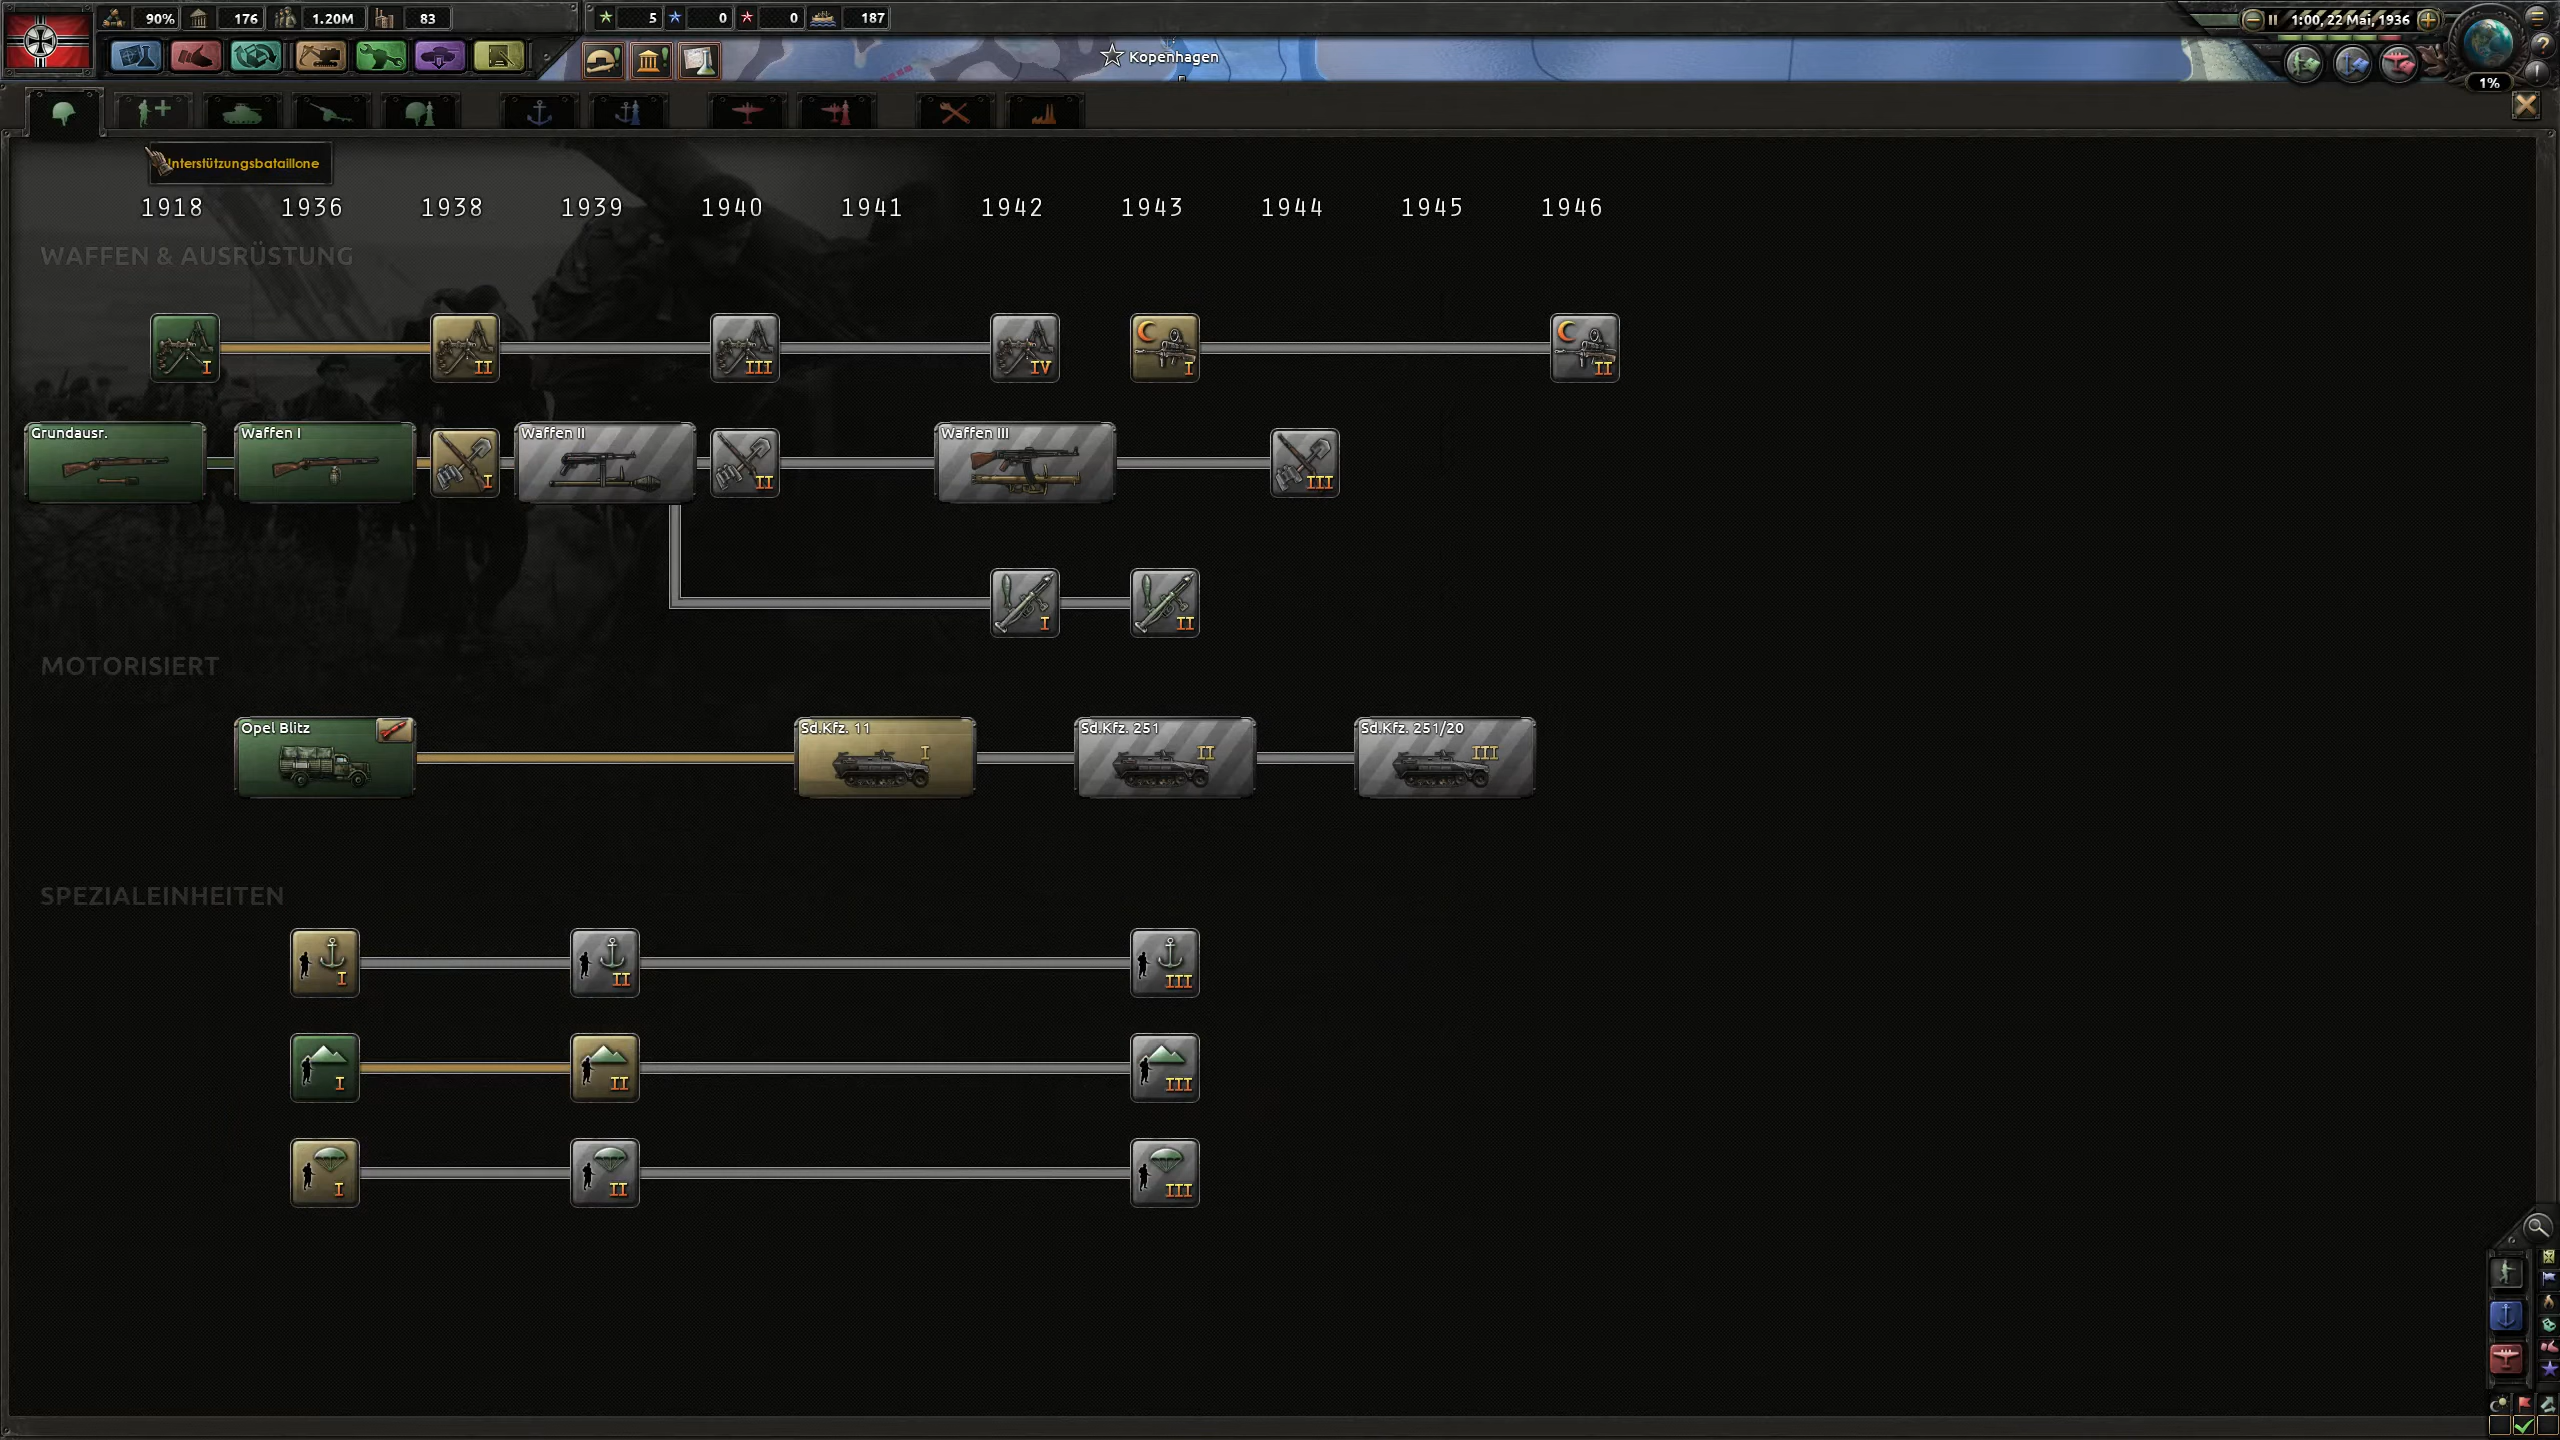 90% 176 1.20M 83 5 0 0 187 1:00, 22 Mai, 1936
Kopenhagen
1%
Unterstützungsbataillone
1918 1936 1938 1939 1940 1941 1942 1943 1944 1945 1946
WAFFEN & AUSRÜSTUNG
I II III IV I II
Grundausr. Waffen I Waffen II Waffen III
I II III
I II
MOTORISIERT
Opel Blitz Sd.Kfz. 11 Sd.Kfz. 251 Sd.Kfz. 251/20
I II III
SPEZIALEINHEITEN
I II III
I II III
I II III